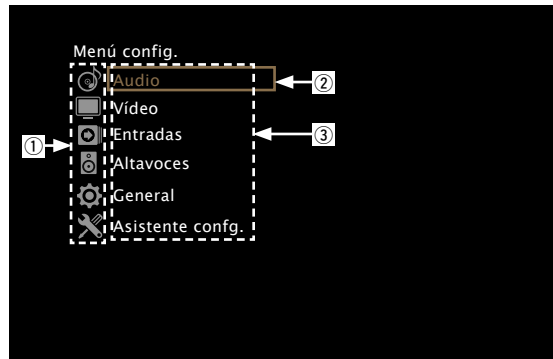 Menú config.
Audio
②
Vídeo
Entradas
③
①
Altavoces
General
Asistente confg.